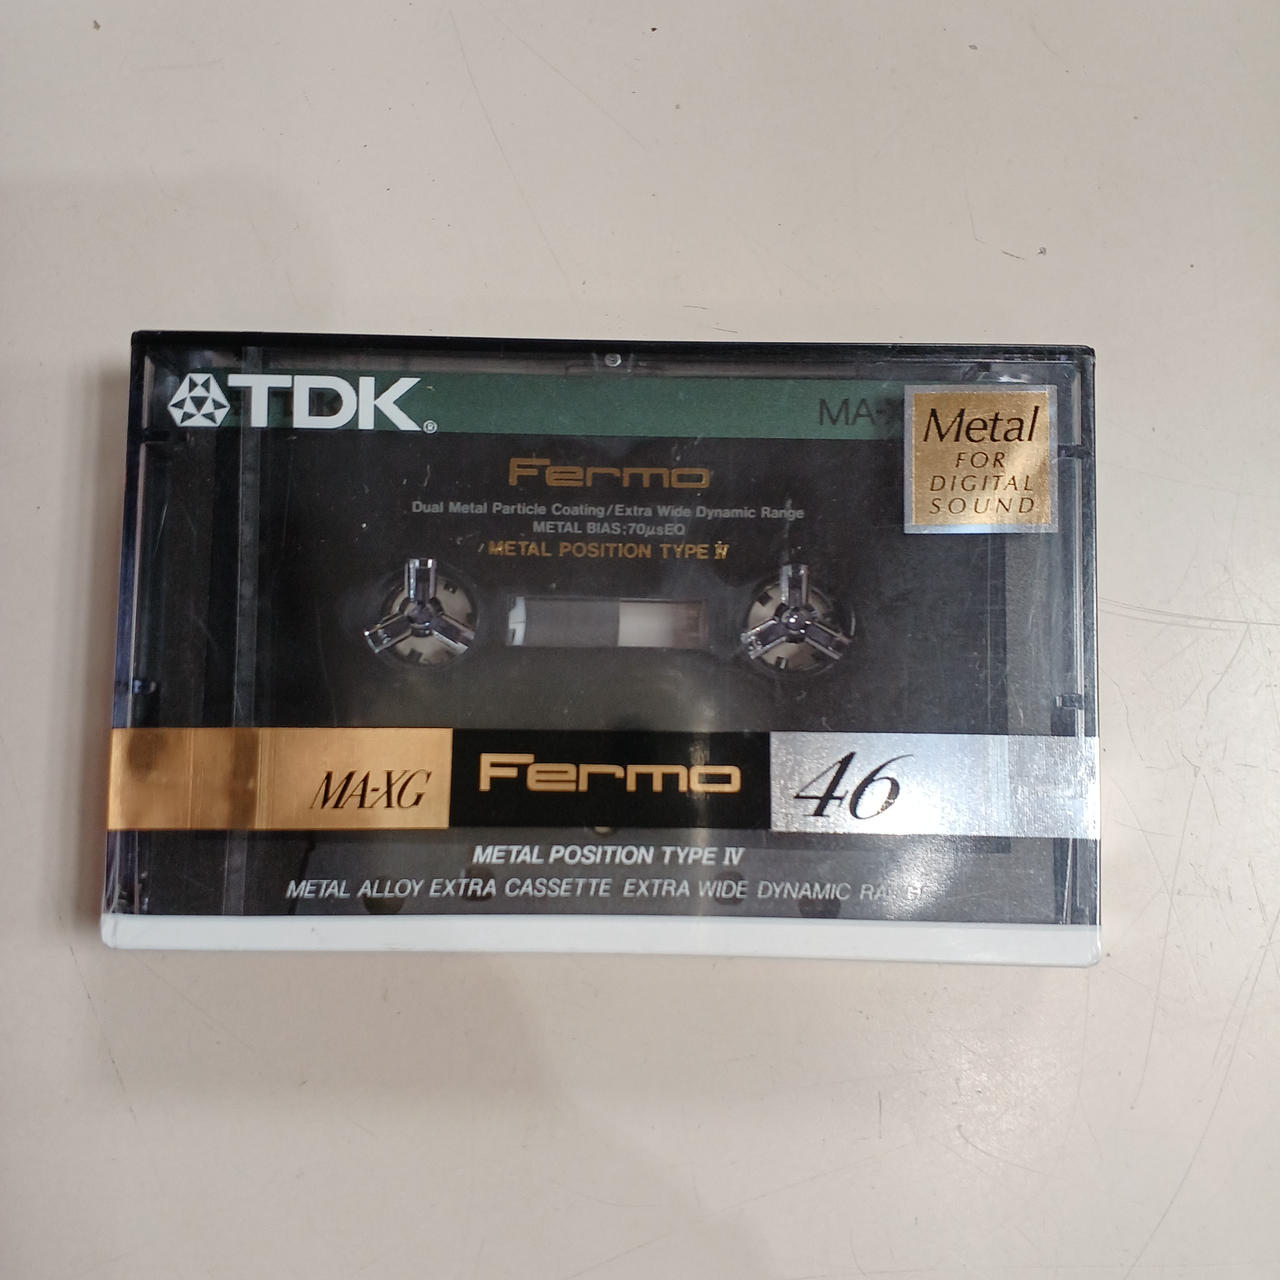 TDK®
MA-
Metal
FOR
DIGITAL
SOUND
Fermo
Dual Metal Particle Coating/Extra Wide Dynamic Range
METAL BIAS:70μsEQ
METAL POSITION TYPE IV
MA-XG
Fermo
46
METAL POSITION TYPE IV
METAL ALLOY EXTRA CASSETTE EXTRA WIDE DYNAMIC RANGE